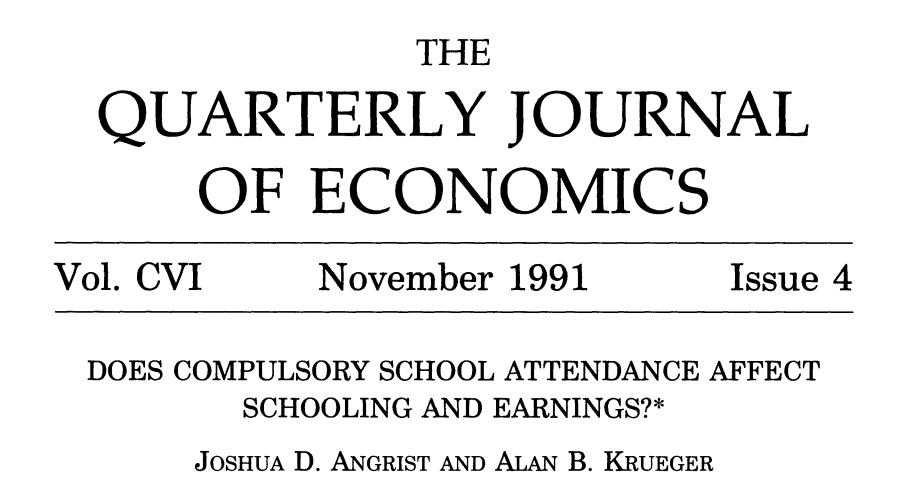 THE
QUARTERLY JOURNAL
OF ECONOMICS
Vol. CVI November 1991 Issue 4
DOES COMPULSORY SCHOOL ATTENDANCE AFFECT
SCHOOLING AND EARNINGS?*
JOSHUA D. ANGRIST AND ALAN B. KRUEGER